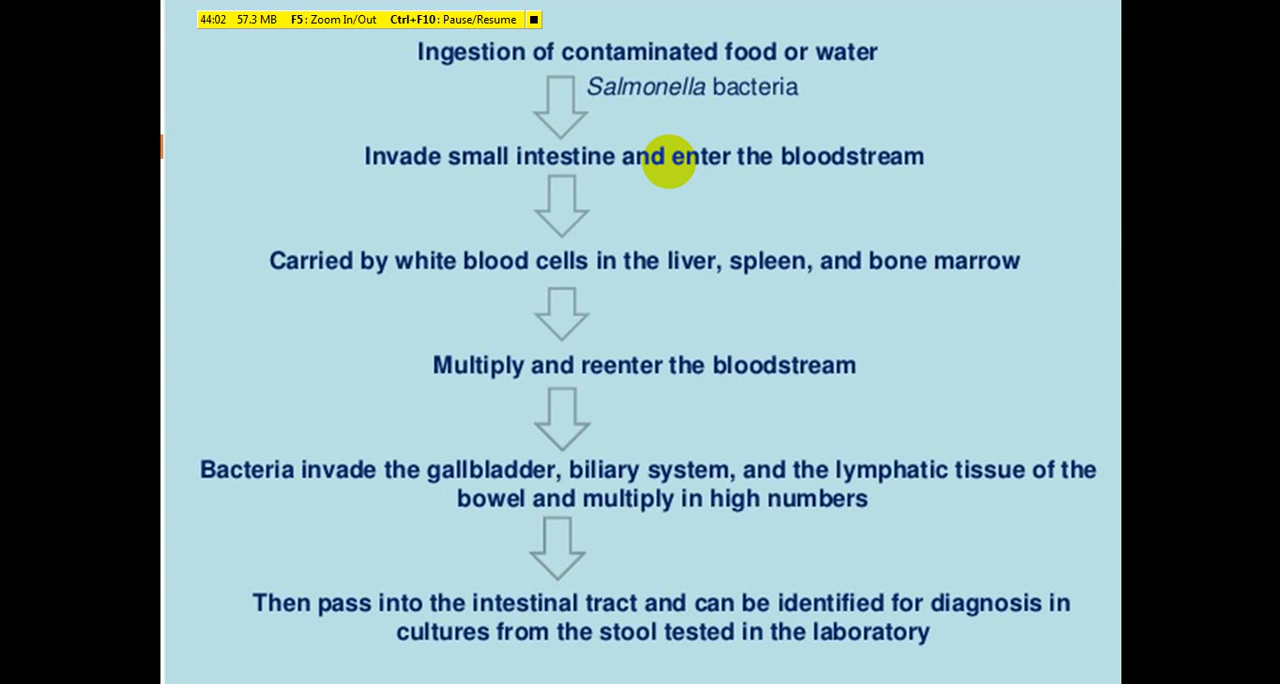 44:02 57.3 MB F5: Zoom In/Out Ctrl+F10: Pause/Resume
Ingestion of contaminated food or water
Salmonella bacteria
Invade small intestine and enter the bloodstream
Carried by white blood cells in the liver, spleen, and bone marrow
Multiply and reenter the bloodstream
Bacteria invade the gallbladder, biliary system, and the lymphatic tissue of the
bowel and multiply in high numbers
Then pass into the intestinal tract and can be identified for diagnosis in
cultures from the stool tested in the laboratory